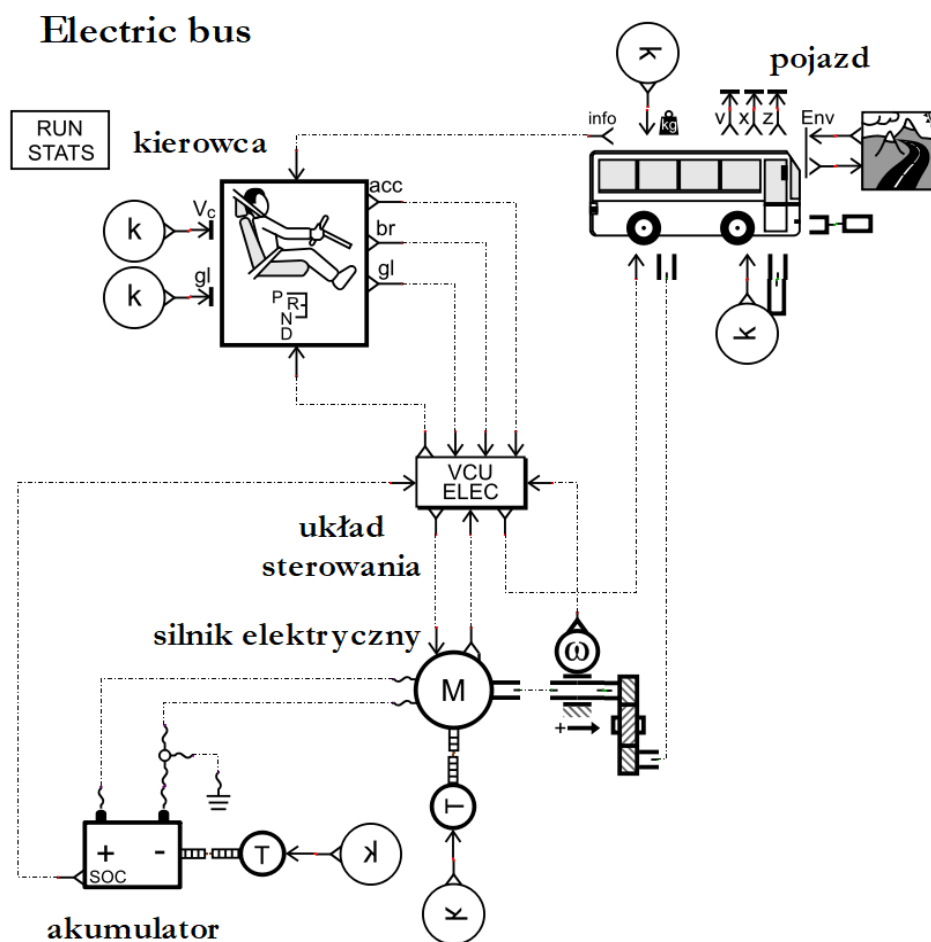 Electric bus
k
pojazd
info
kg
v x z
Env
RUN
STATS
kierowca
acc
k
Vc
br
k
gl
gl
P
R
N
D
k
VCU
ELEC
układ
sterowania
silnik elektryczny
ω
M
+
T
+ -
T
k
SOC
k
akumulator